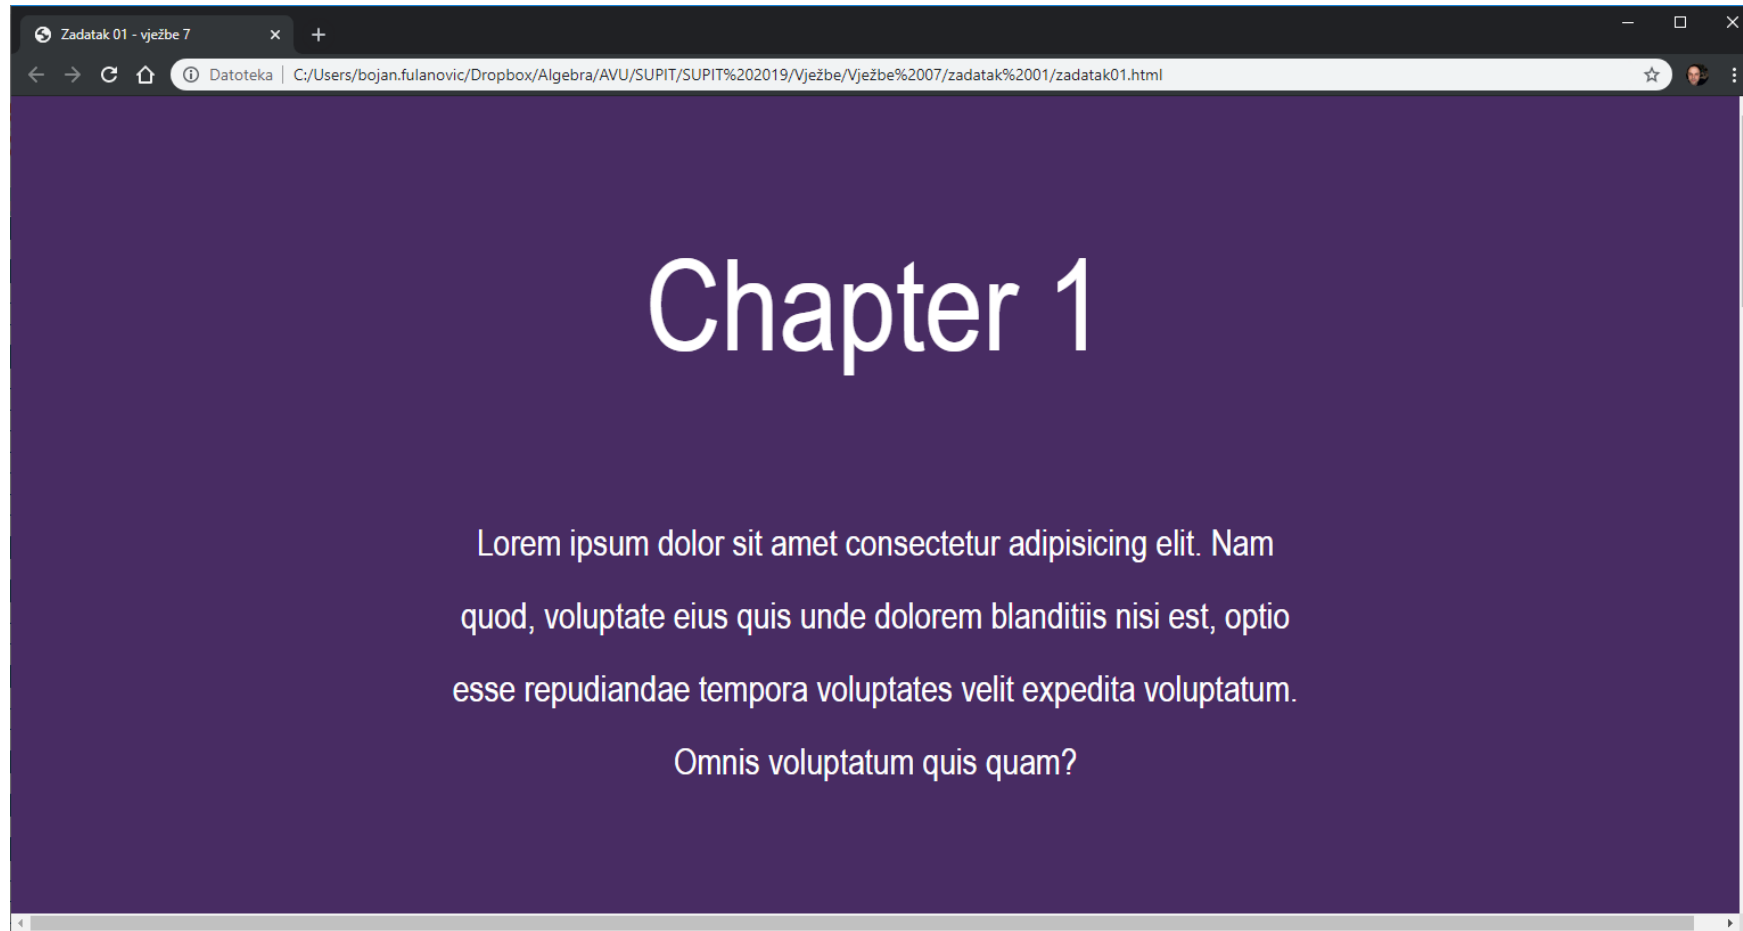 Zadatak 01 - vježbe 7
Datoteka | C:/Users/bojan.fulanovic/Dropbox/Algebra/AVU/SUPIT/SUPIT%202019/Vježbe/Vježbe%2007/zadatak%2001/zadatak01.html
Chapter 1
Lorem ipsum dolor sit amet consectetur adipisicing elit. Nam
quod, voluptate eius quis unde dolorem blanditiis nisi est, optio
esse repudiandae tempora voluptates velit expedita voluptatum.
Omnis voluptatum quis quam?